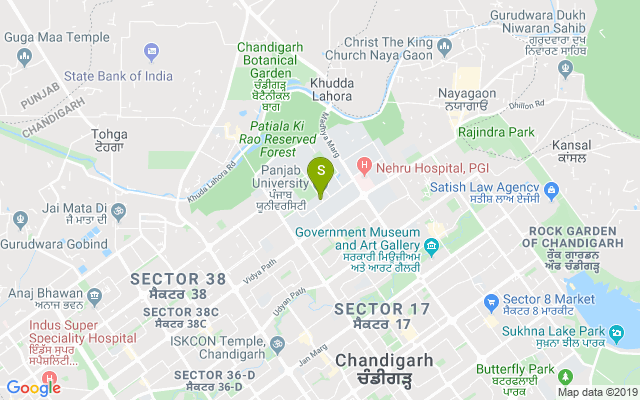 Gurudwara Dukh
Niwaran Sahib
ਗੁਰਦੁਵਾਰਾ ਦੁਖ
ਨਿਵਾਰਣ ਸਾਹਿਬ
Guga Maa Temple
Christ The King
Church Naya Gaon
Chandigarh
Botanical
Garden
ਚੰਡੀਗੜ੍ਹ
ਬੋਟੈਨੀਕਲ
ਬਾਗ
State Bank of India
Khudda
Lahora
Nayagaon
ਨਯਾਗਾਓਂ
PUNJAB
CHANDIGARH
Dhillon Rd
Madhya Marg
Patiala Ki
Rao Reserved
Forest
Rajindra Park
Tohga
ਟੋਹਗਾ
Kansal
ਕਾਂਸਲ
Khuda Lahora Rd
Panjab
University
ਪੰਜਾਬ
ਯੂਨੀਵਰਸਿਟੀ
S
H
Nehru Hospital, PGI
Satish Law Agency
ਸਤੀਸ਼ ਲਾਅ ਏਜੰਸੀ
Jai Mata Di
ਜੈ ਮਾਤਾ ਦੀ
Gurudwara Gobind
Government Museum
and Art Gallery
ਸਰਕਾਰੀ ਮਿਊਜ਼ੀਅਮ
ਅਤੇ ਆਰਟ ਗੈਲਰੀ
ROCK GARDEN
OF CHANDIGARH
ਰੌਕ ਗਾਰਡਨ
ਔਫ ਚੰਡੀਗੜ੍ਹ
SECTOR 38
ਸੈਕਟਰ 38
Vidya Path
Udyan Path
Anaj Bhawan
ਅਨਾਜ ਭਵਨ
SECTOR 38C
ਸੈਕਟਰ 38C
SECTOR 17
ਸੈਕਟਰ 17
Sector 8 Market
ਸੈਕਟਰ 8 ਮਾਰਕੀਟ
Indus Super
Speciality Hospital
ਇੰਡਸ ਸੁਪਰ
ਸਪੈਸ਼ਲਿਟੀ...
H
ISKCON Temple,
Chandigarh
Jan Marg
Sukhna Lake Park
ਸੁਖਨਾ ਝੀਲ ਪਾਰਕ
SECTOR 36-D
ਸੈਕਟਰ 36-D
Chandigarh
ਚੰਡੀਗੜ੍ਹ
Butterfly Park
ਬਟਰਫਲਾਈ
ਪਾਰਕ
Google
Map data ©2019